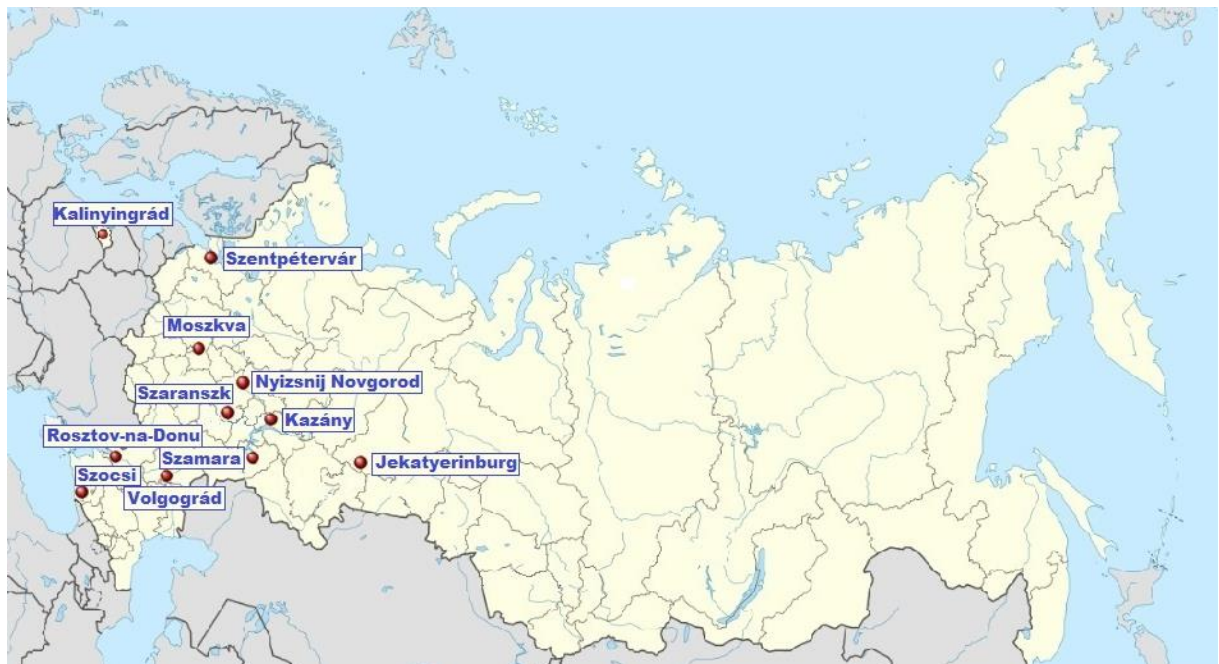 Kalinyingrád
Szentpétervár
Moszkva
Nyizsnij Novgorod
Szaranszk
Kazány
Rosztov-na-Donu
Szamara
Jekatyerinburg
Szocsi
Volgográd